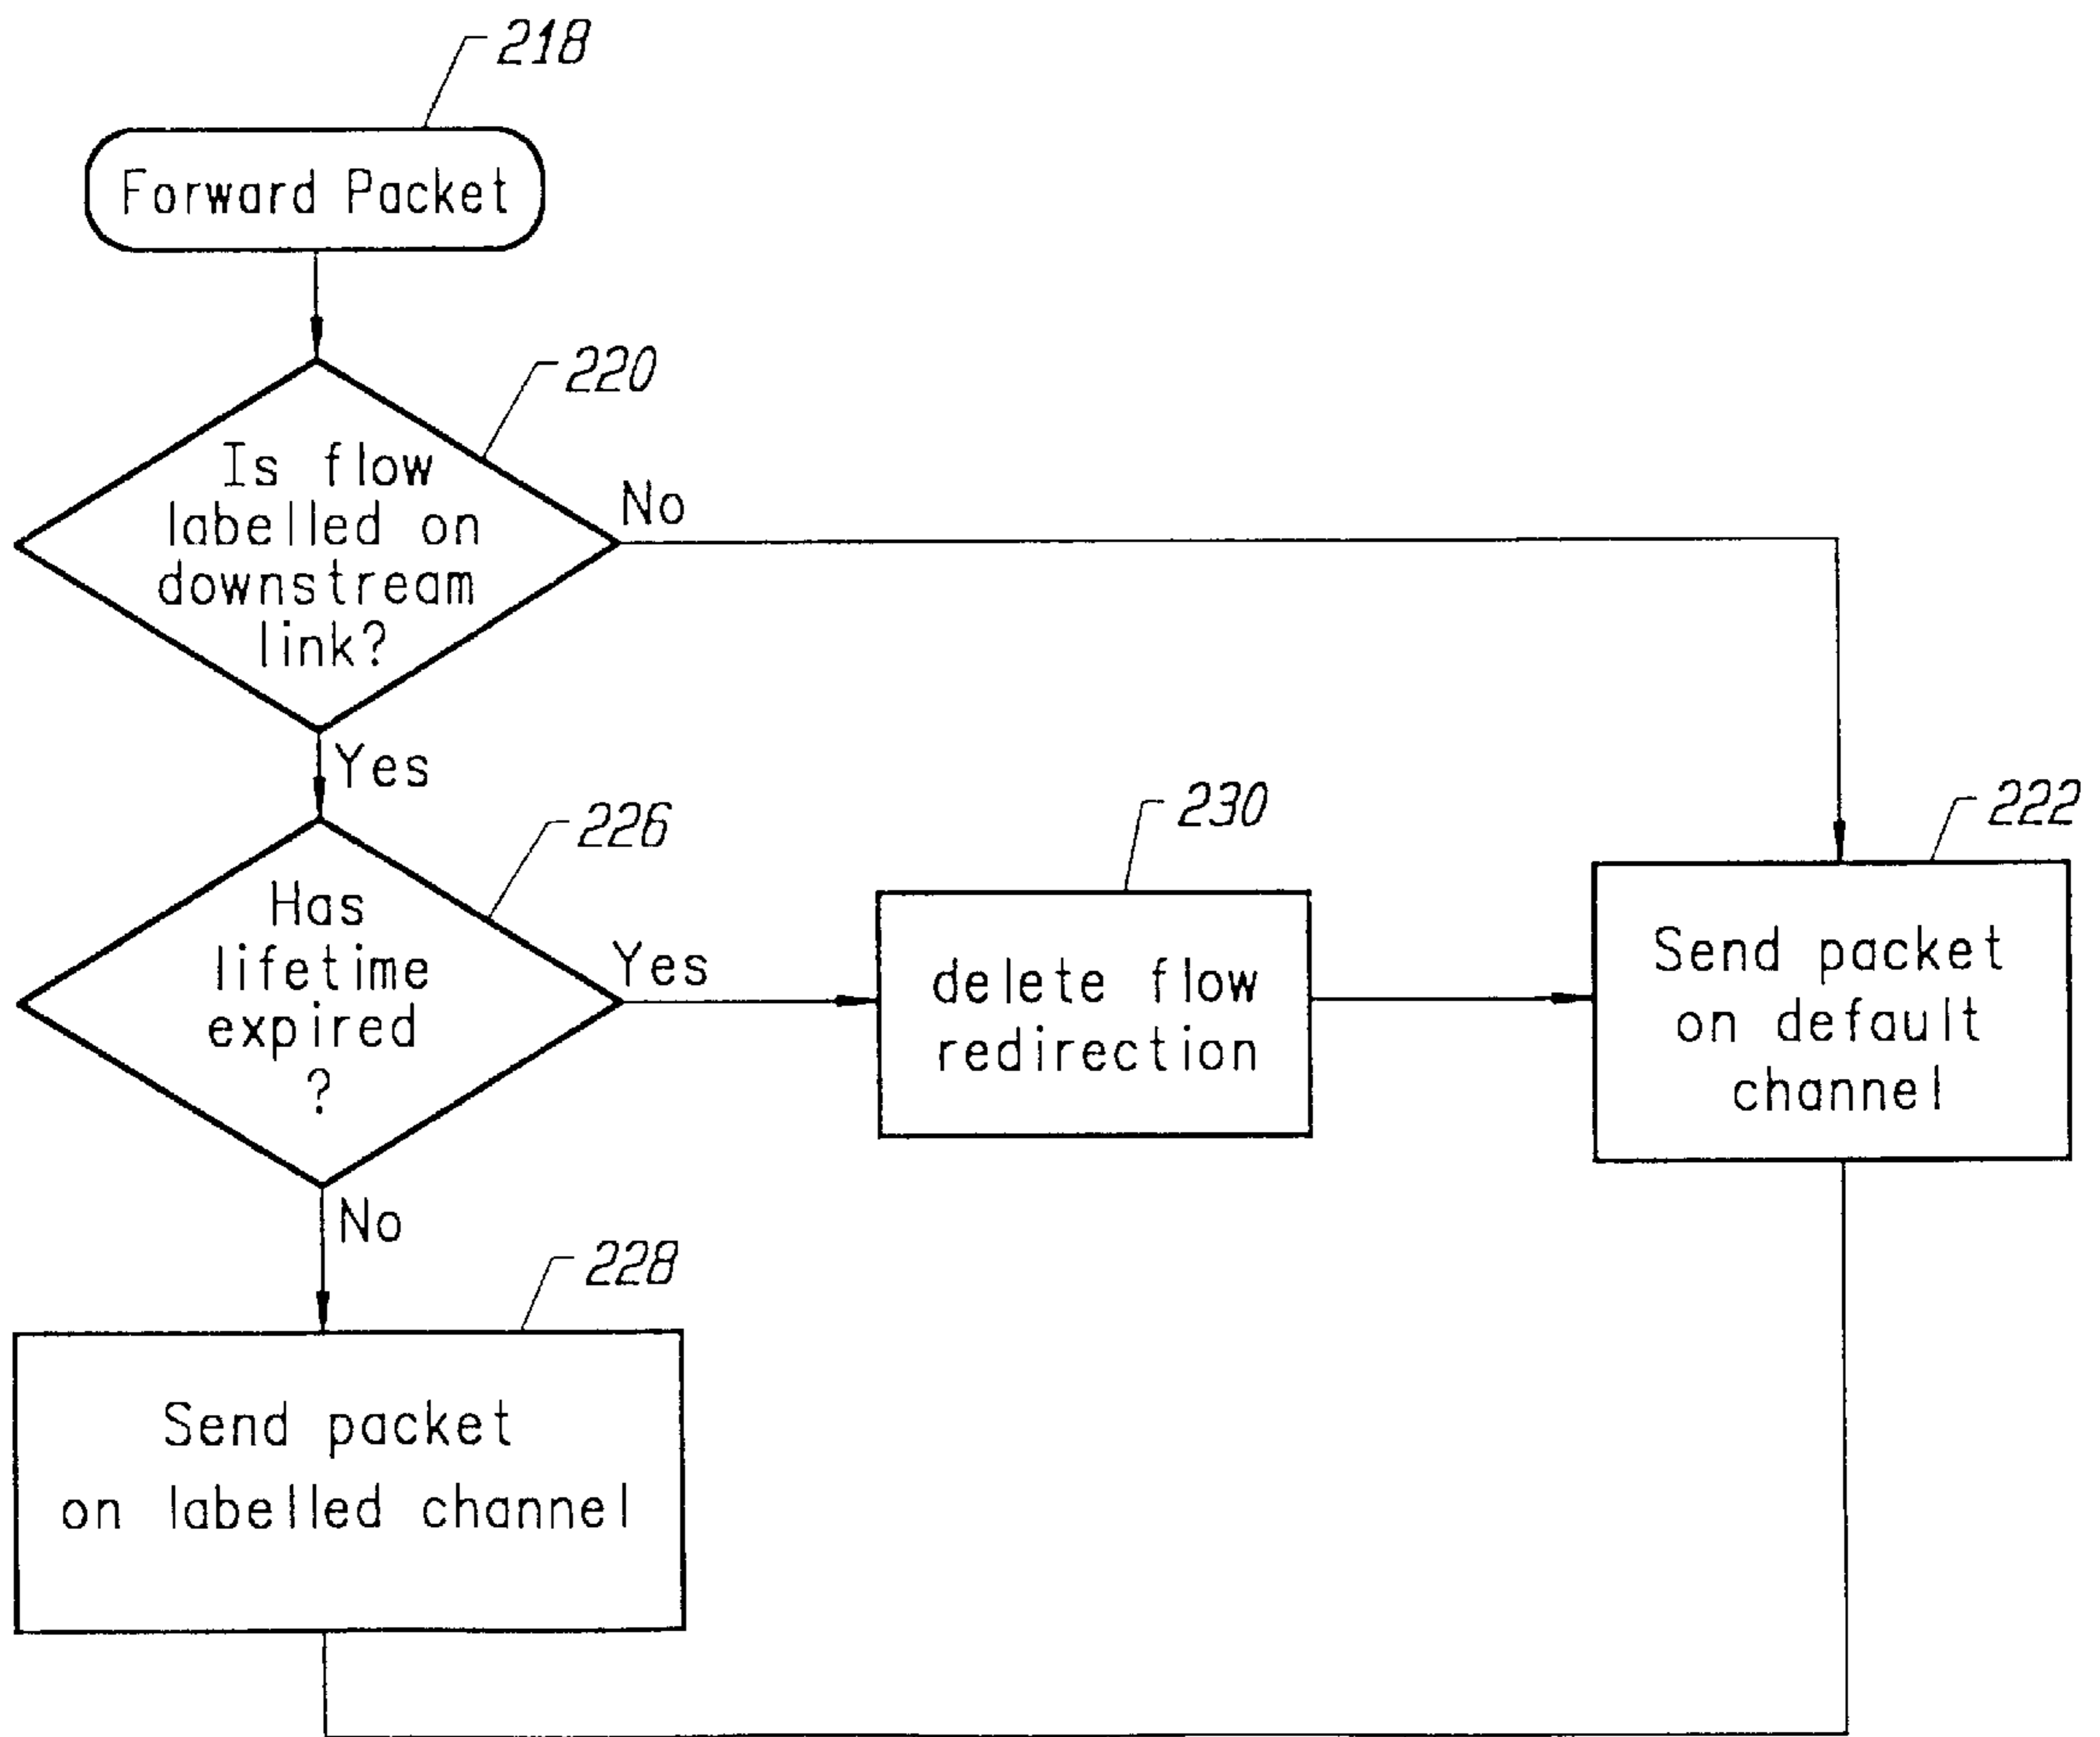 218
Forward Packet
220
Is flow
labelled on
downstream
link?
No
Yes
226
Has
lifetime
expired
?
Yes
230
delete flow
redirection
222
Send packet
on default
channel
No
228
Send packet
on labelled channel